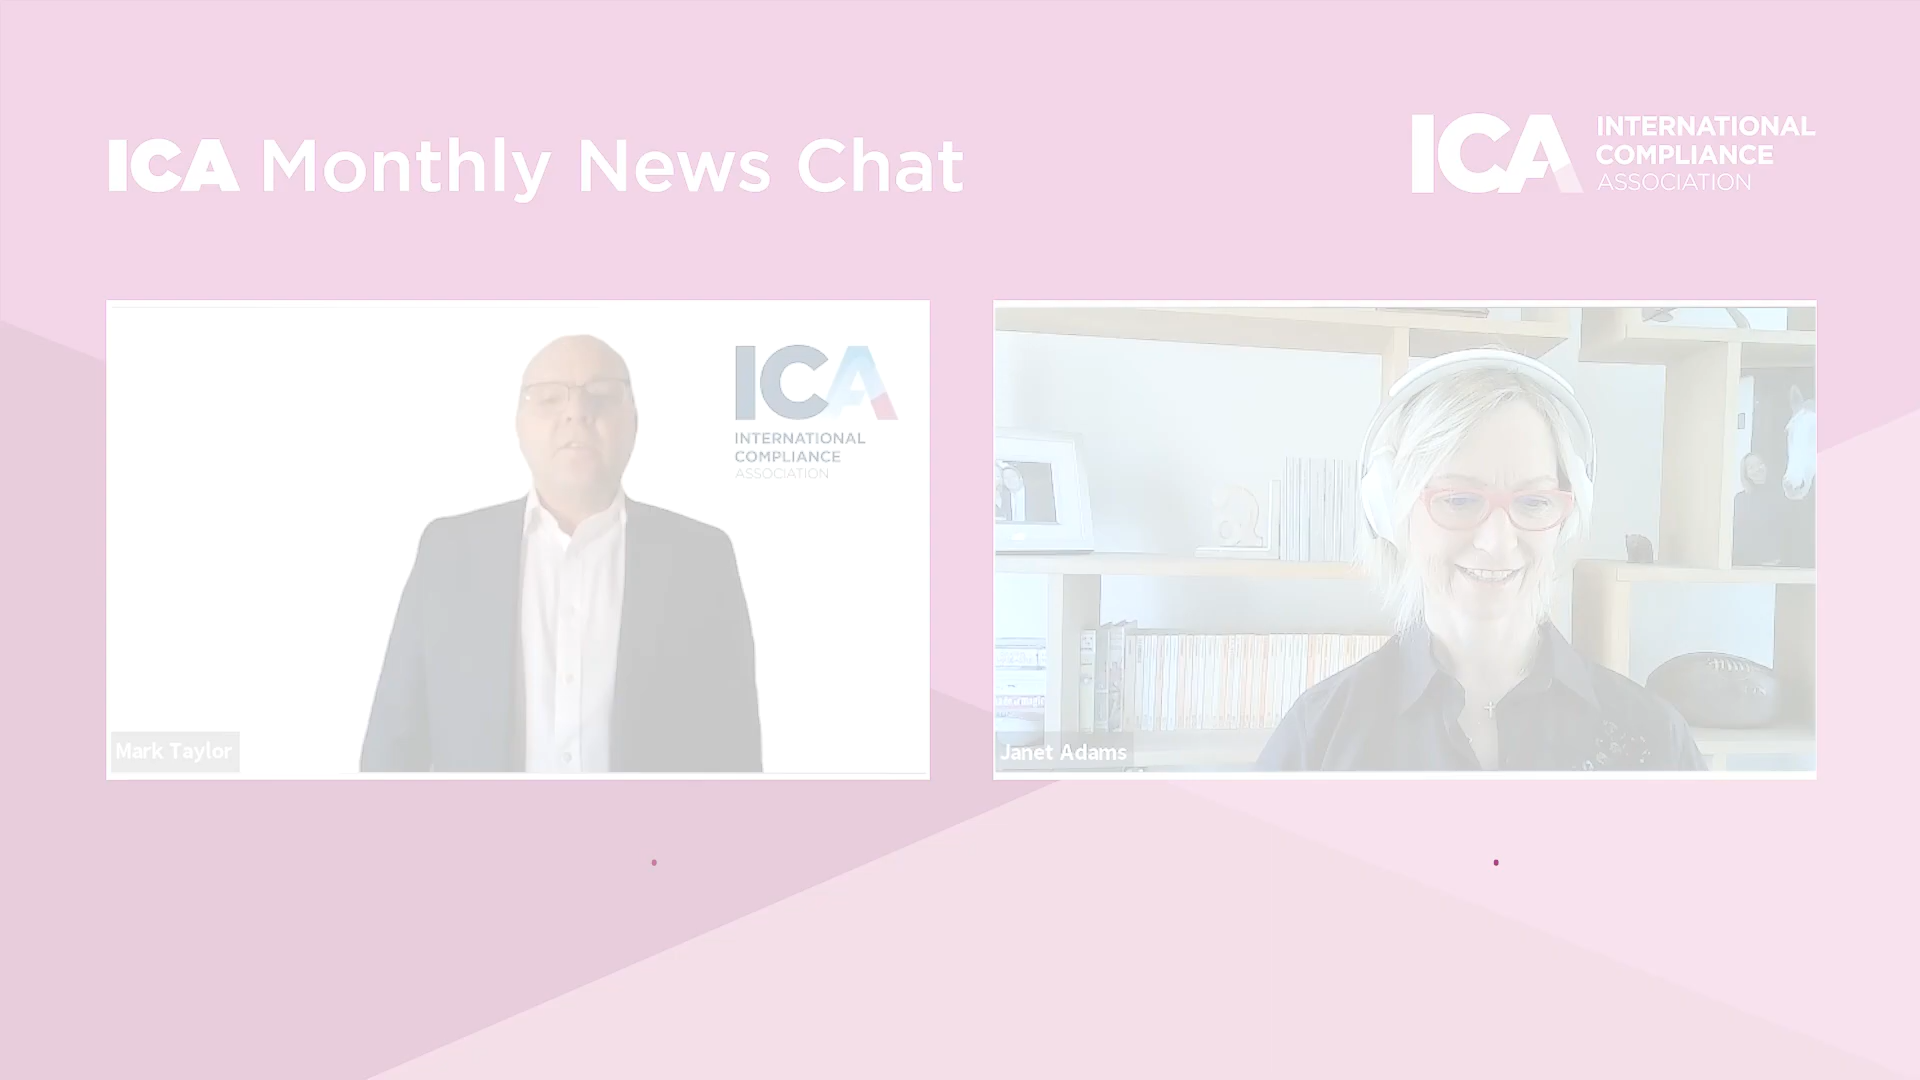 ICA Monthly News Chat
ICA INTERNATIONAL
COMPLIANCE
ASSOCIATION
ICA
INTERNATIONAL
COMPLIANCE
ASSOCIATION
Mark Taylor
Janet Adams